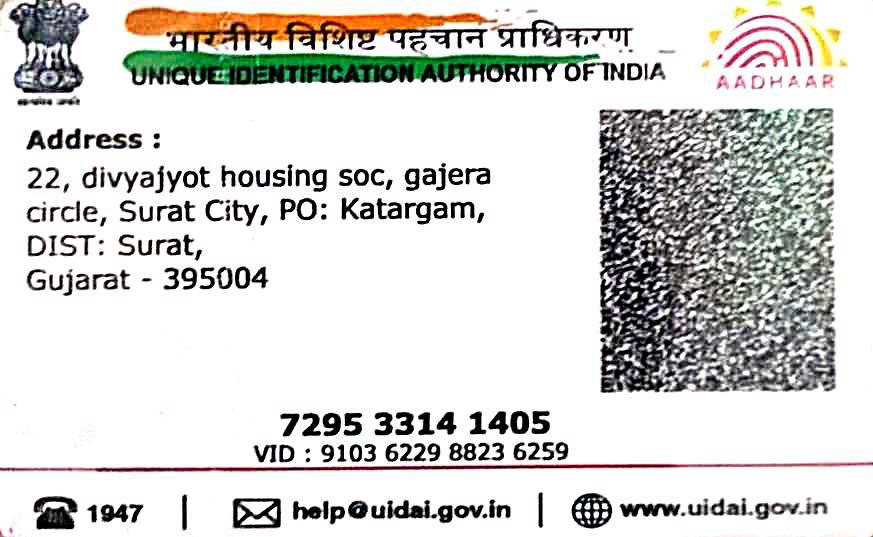 भारतीय विशिष्ट पहचान प्राधिकरण
UNIQUE IDENTIFICATION AUTHORITY OF INDIA
AADHAAR
Address :
22, divyajyot housing soc, gajera
circle, Surat City, PO: Katargam,
DIST: Surat,
Gujarat - 395004
7295 3314 1405
VID : 9103 6229 8823 6259
1947 | help@uidai.gov.in | www.uidai.gov.in